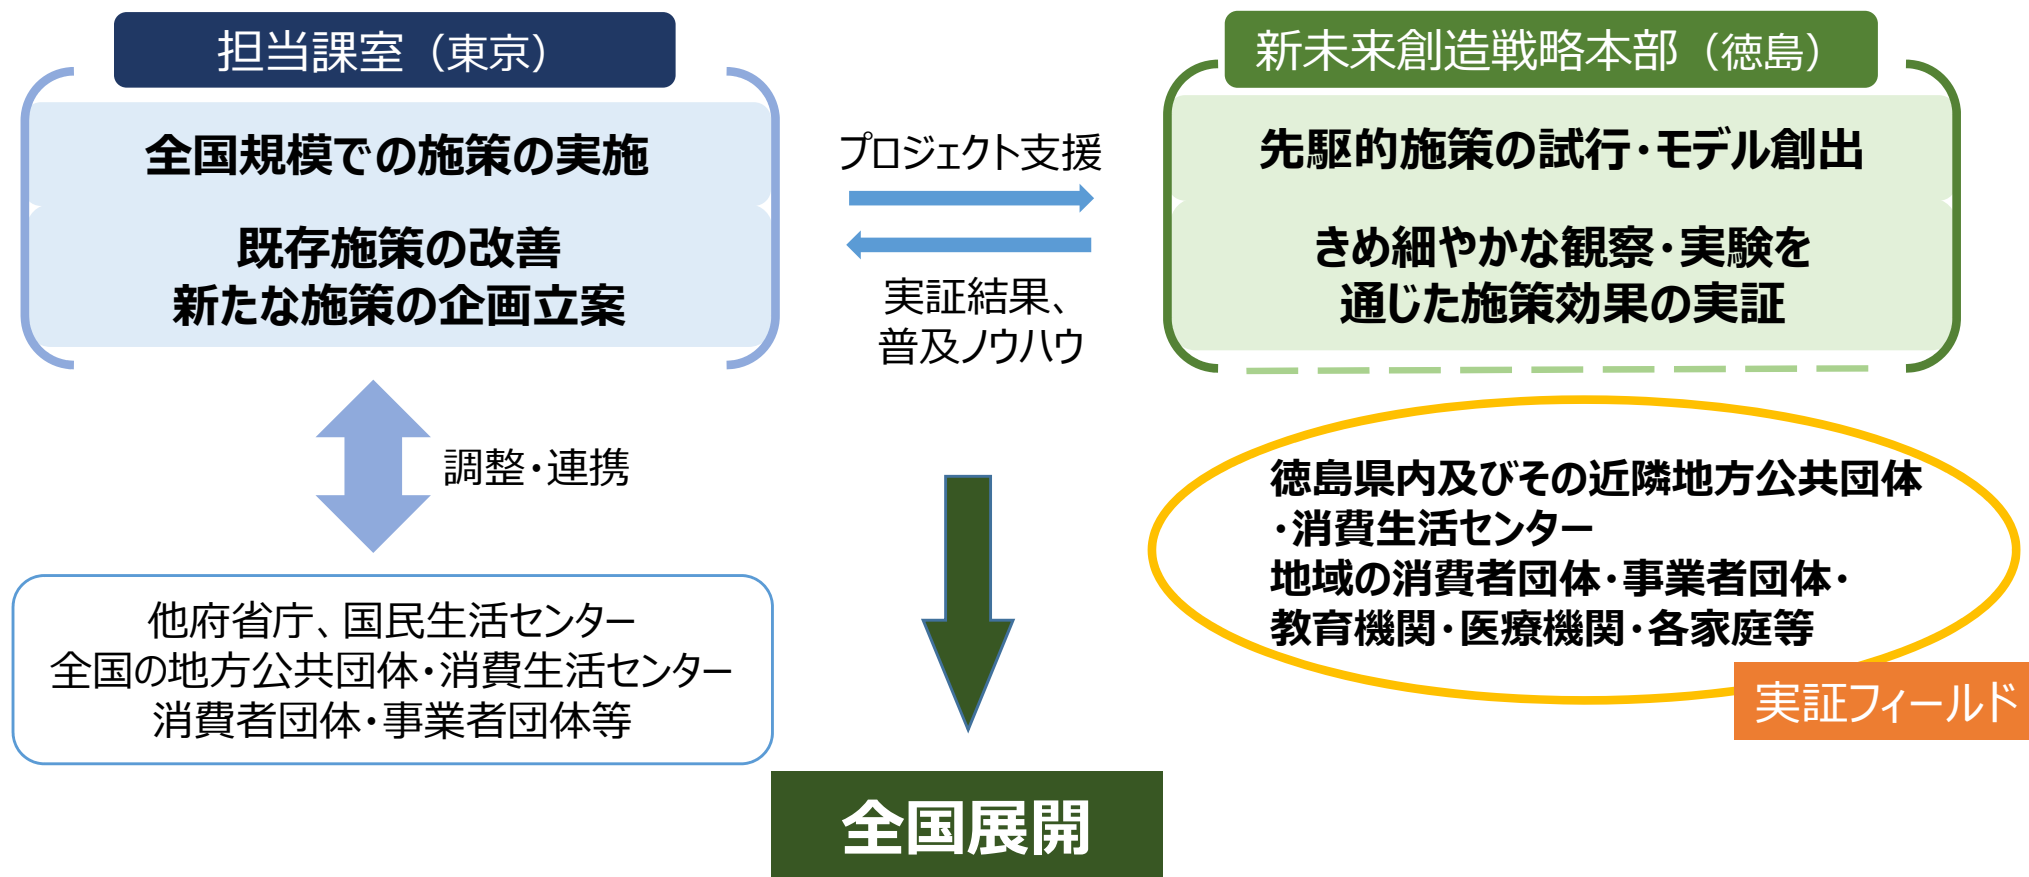 担当課室（東京）
全国規模での施策の実施
既存施策の改善
新たな施策の企画立案
プロジェクト支援
実証結果、
普及ノウハウ
新未来創造戦略本部（徳島）
先駆的施策の試行・モデル創出
きめ細やかな観察・実験を
通じた施策効果の実証
調整・連携
他府省庁、国民生活センター
全国の地方公共団体・消費生活センター
消費者団体・事業者団体等
徳島県内及びその近隣地方公共団体
・消費生活センター
地域の消費者団体・事業者団体・
教育機関・医療機関・各家庭等
実証フィールド
全国展開